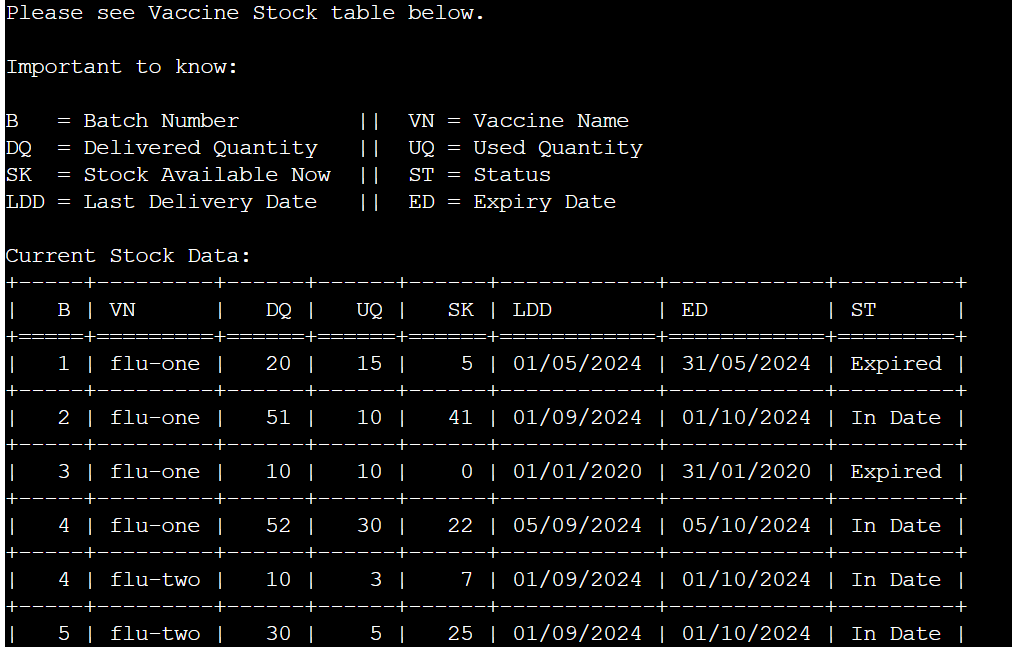 Please see Vaccine Stock table below.
Important to know:
B   = Batch Number         ||  VN = Vaccine Name
DQ  = Delivered Quantity   ||  UQ = Used Quantity
SK  = Stock Available Now  ||  ST = Status
LDD = Last Delivery Date   ||  ED = Expiry Date
Current Stock Data:
+-----+---------+------+------+------+------------+------------+---------+
|   B | VN      |   DQ |   UQ |   SK | LDD        | ED         | ST      |
+=====+=========+======+======+======+============+============+=========+
|   1 | flu-one |   20 |   15 |    5 | 01/05/2024 | 31/05/2024 | Expired |
+-----+---------+------+------+------+------------+------------+---------+
|   2 | flu-one |   51 |   10 |   41 | 01/09/2024 | 01/10/2024 | In Date |
+-----+---------+------+------+------+------------+------------+---------+
|   3 | flu-one |   10 |   10 |    0 | 01/01/2020 | 31/01/2020 | Expired |
+-----+---------+------+------+------+------------+------------+---------+
|   4 | flu-one |   52 |   30 |   22 | 05/09/2024 | 05/10/2024 | In Date |
+-----+---------+------+------+------+------------+------------+---------+
|   4 | flu-two |   10 |    3 |    7 | 01/09/2024 | 01/10/2024 | In Date |
+-----+---------+------+------+------+------------+------------+---------+
|   5 | flu-two |   30 |    5 |   25 | 01/09/2024 | 01/10/2024 | In Date |